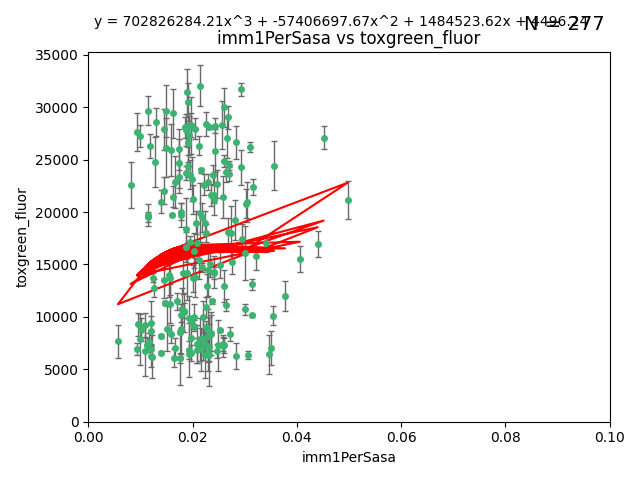 y = 702826284.21x^3 + -57406697.67x^2 + 1484523.62x +
N = 277
imm1PerSasa vs toxgreen_fluor
35000
30000
25000
20000
15000
10000
5000
0
toxgreen_fluor
0.00 0.02 0.04 0.06 0.08 0.10
imm1PerSasa